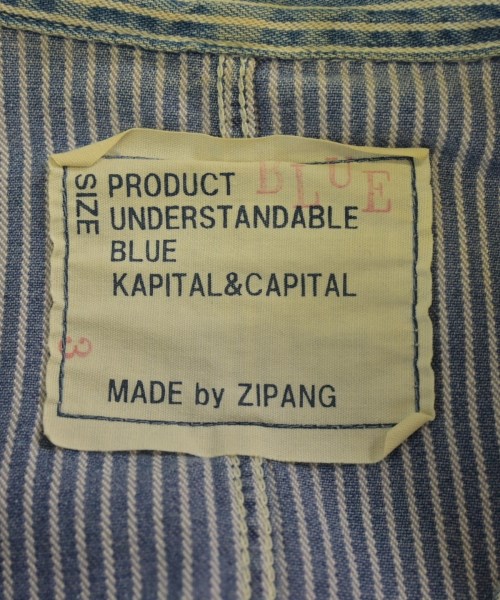 BLUE
SIZE
PRODUCT
UNDERSTANDABLE
BLUE
KAPITAL&CAPITAL
3
MADE by ZIPANG